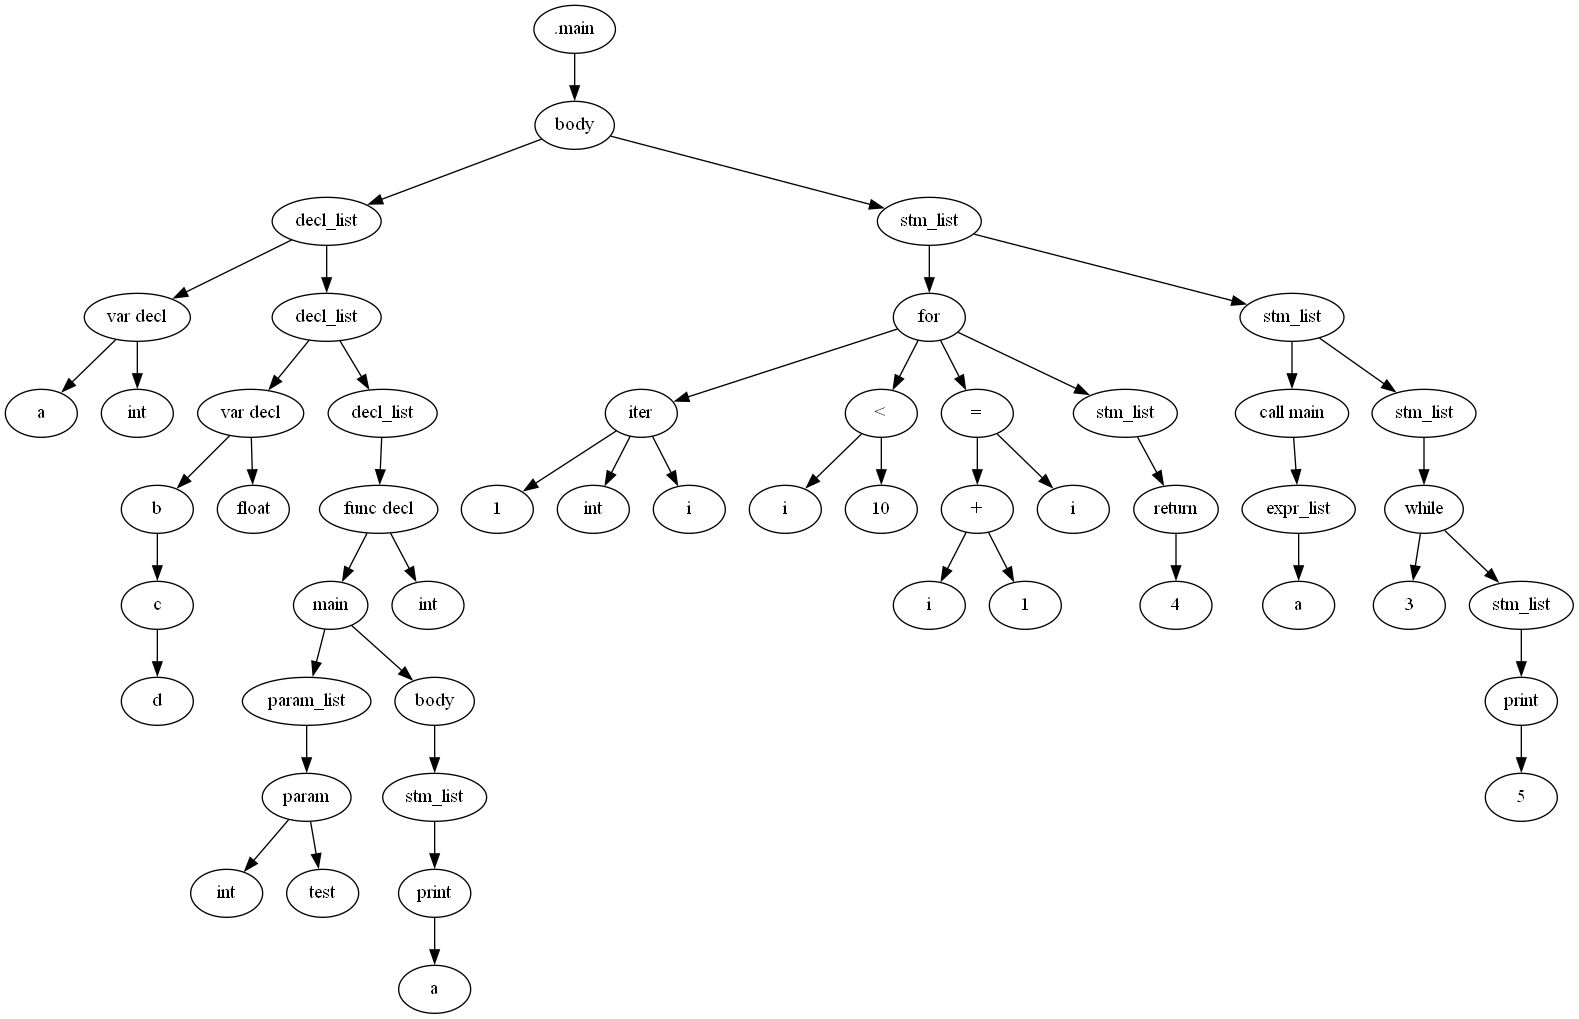 .main
body
decl_list stm_list
var decl decl_list for stm_list
a int var decl decl_list iter < = stm_list call main stm_list
b float func decl 1 int i i 10 + i return expr_list while
c main int i 1 4 a 3 stm_list
d param_list body print
param stm_list 5
int test print
a